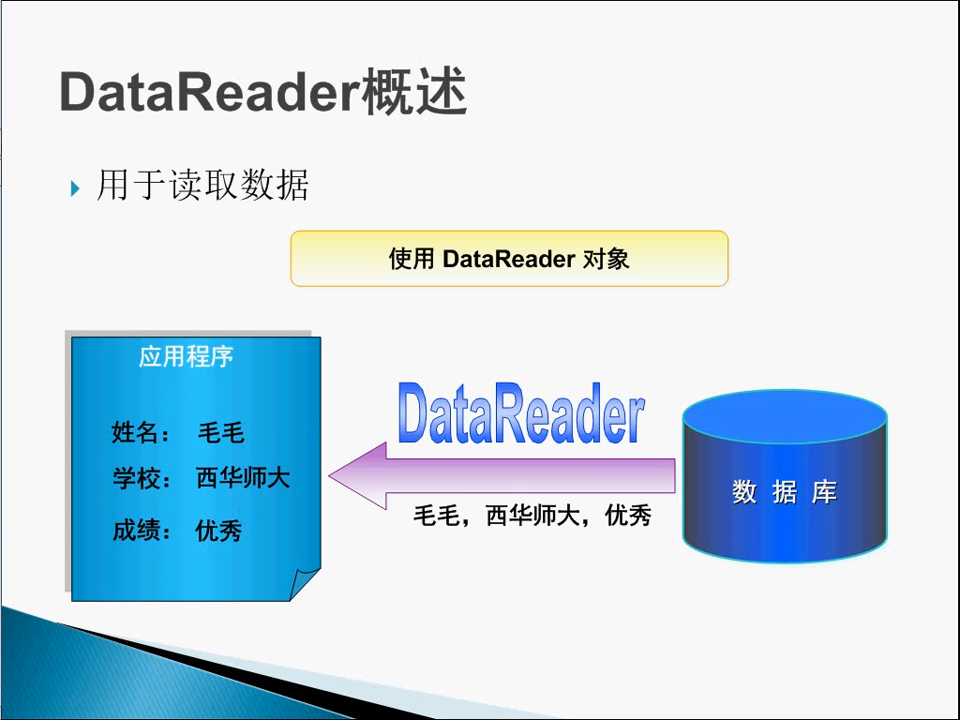 DataReader概述
用于读取数据
使用 DataReader 对象
应用程序
姓名： 毛毛
学校： 西华师大
成绩： 优秀
DataReader
毛毛，西华师大，优秀
数 据 库